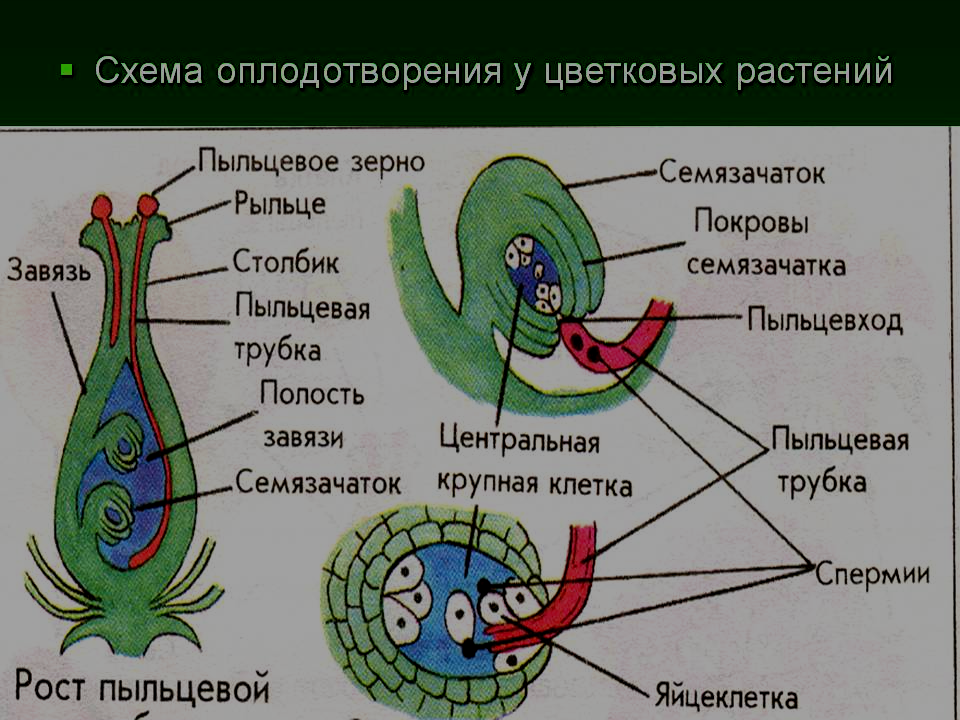 Схема оплодотворения у цветковых растений
Пыльцевое зерно
Рыльце
Завязь
Столбик
Пыльцевая
трубка
Полость
завязи
Семязачаток
Рост пыльцевой
Семязачаток
Покровы
семязачатка
Пыльцевход
Центральная
крупная клетка
Пыльцевая
трубка
Спермии
Яйцеклетка